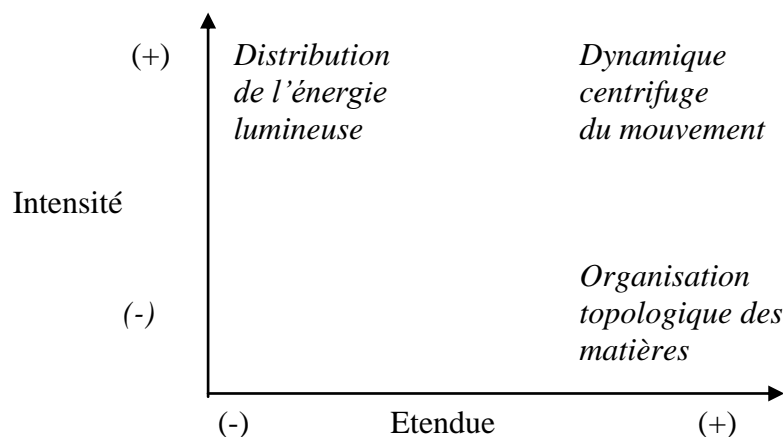 (+)
Distribution
de l’énergie
lumineuse
Dynamique
centrifuge
du mouvement
Intensité
(-)
Organisation
topologique des
matières
(-)
Etendue
(+)